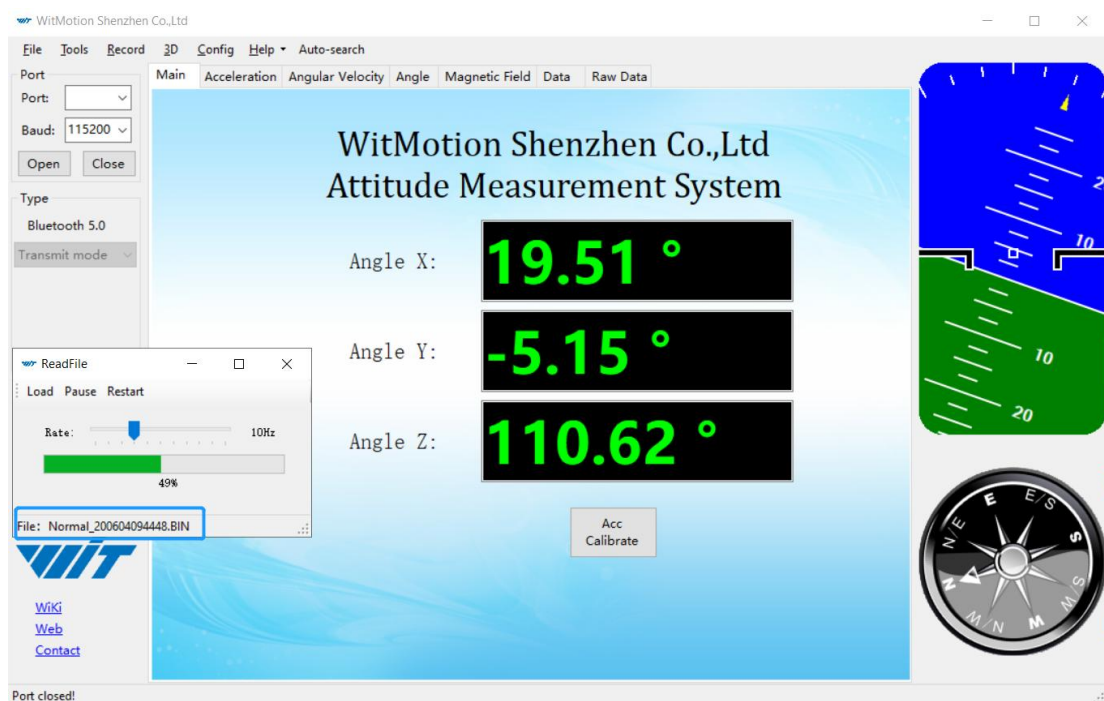 WitMotion Shenzhen Co.,Ltd
File Tools Record 3D Config Help Auto-search
Port
Port:
Baud: 115200
Open Close
Type
Bluetooth 5.0
Transmit mode
Main Acceleration Angular Velocity Angle Magnetic Field Data Raw Data
WitMotion Shenzhen Co.,Ltd
Attitude Measurement System
Angle X: 19.51 °
Angle Y: -5.15 °
Angle Z: 110.62 °
Acc
Calibrate
ReadFile
Load Pause Restart
Rate: 10Hz
49%
File: Normal_200604094448.BIN
WIT
WiKi
Web
Contact
2
10
10
20
E
E/S
S
S/W
W
W/N
N
N/E
Port closed!